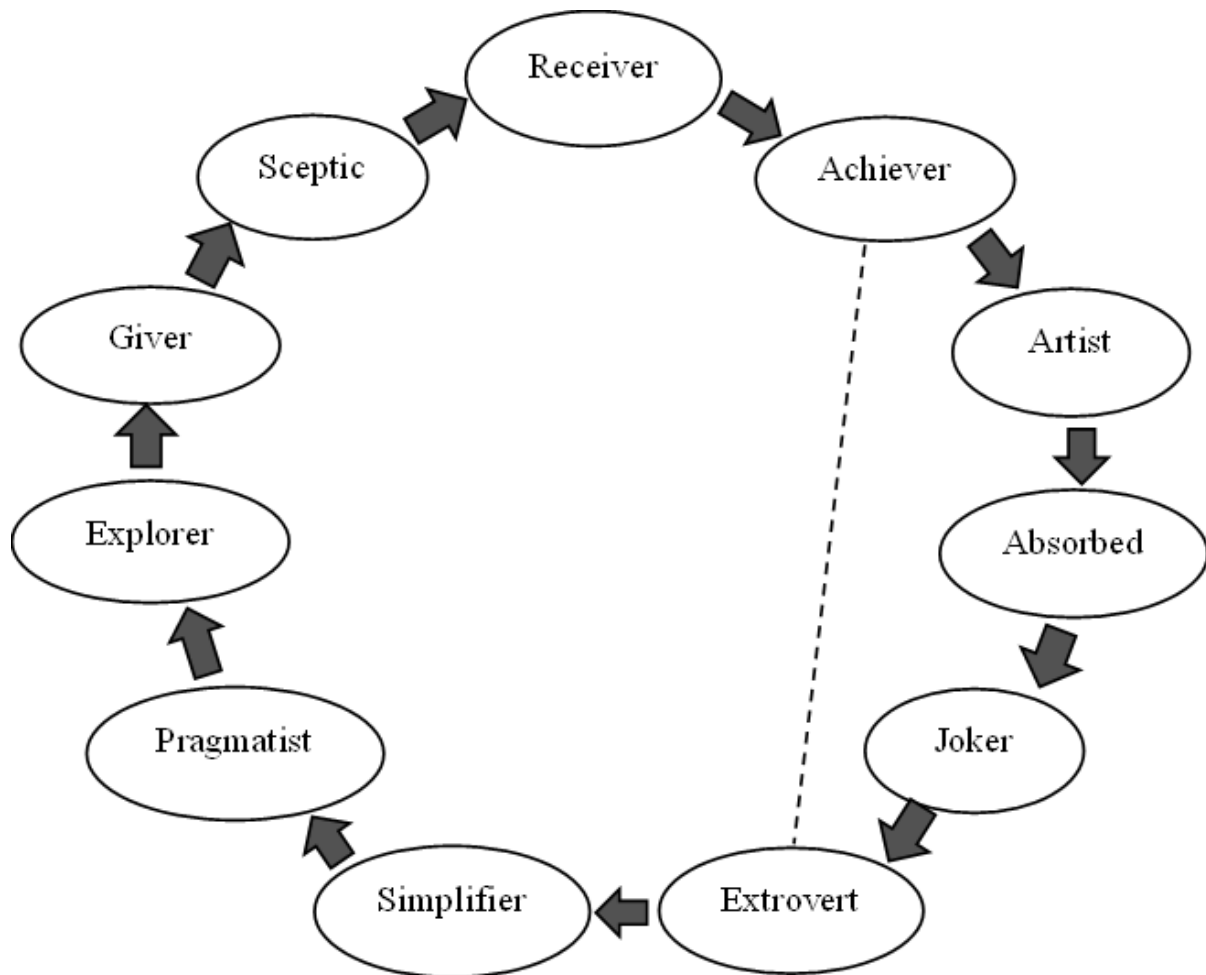 Receiver
Achiever
Artist
Absorbed
Joker
Extrovert
Simplifier
Pragmatist
Explorer
Giver
Sceptic